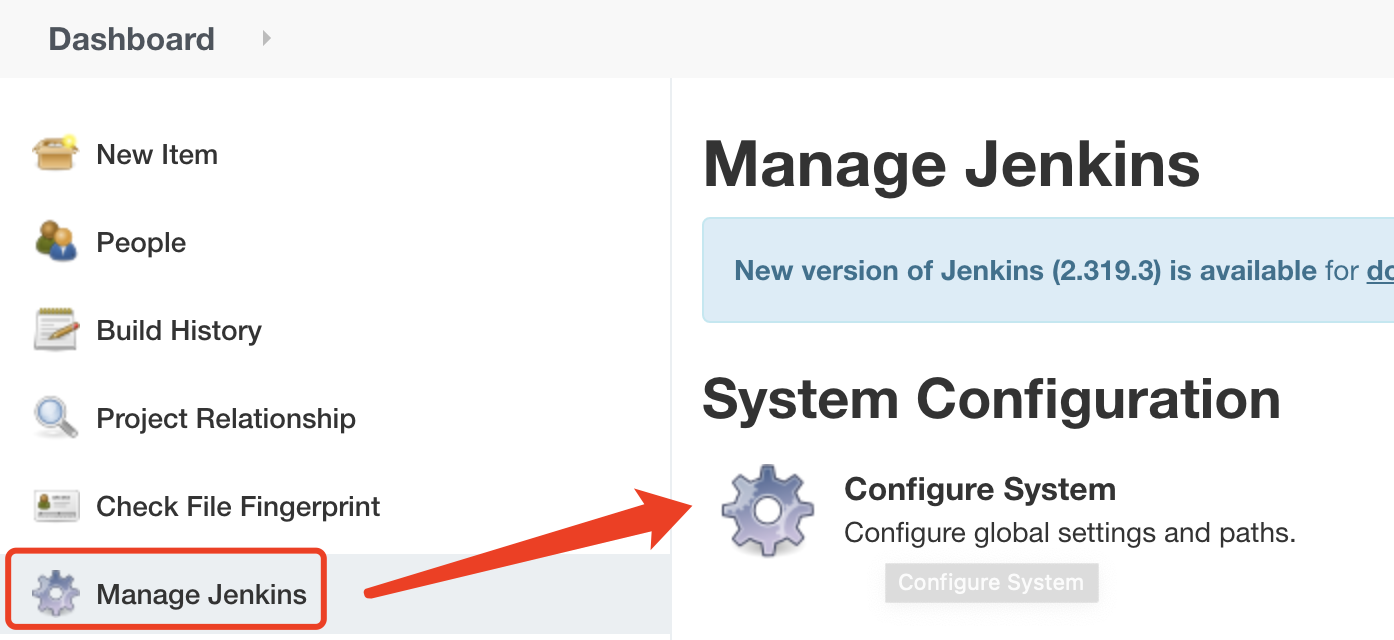 Dashboard
New Item
People
Build History
Project Relationship
Check File Fingerprint
Manage Jenkins
Manage Jenkins
New version of Jenkins (2.319.3) is available for
System Configuration
Configure System
Configure global settings and paths.
Configure System